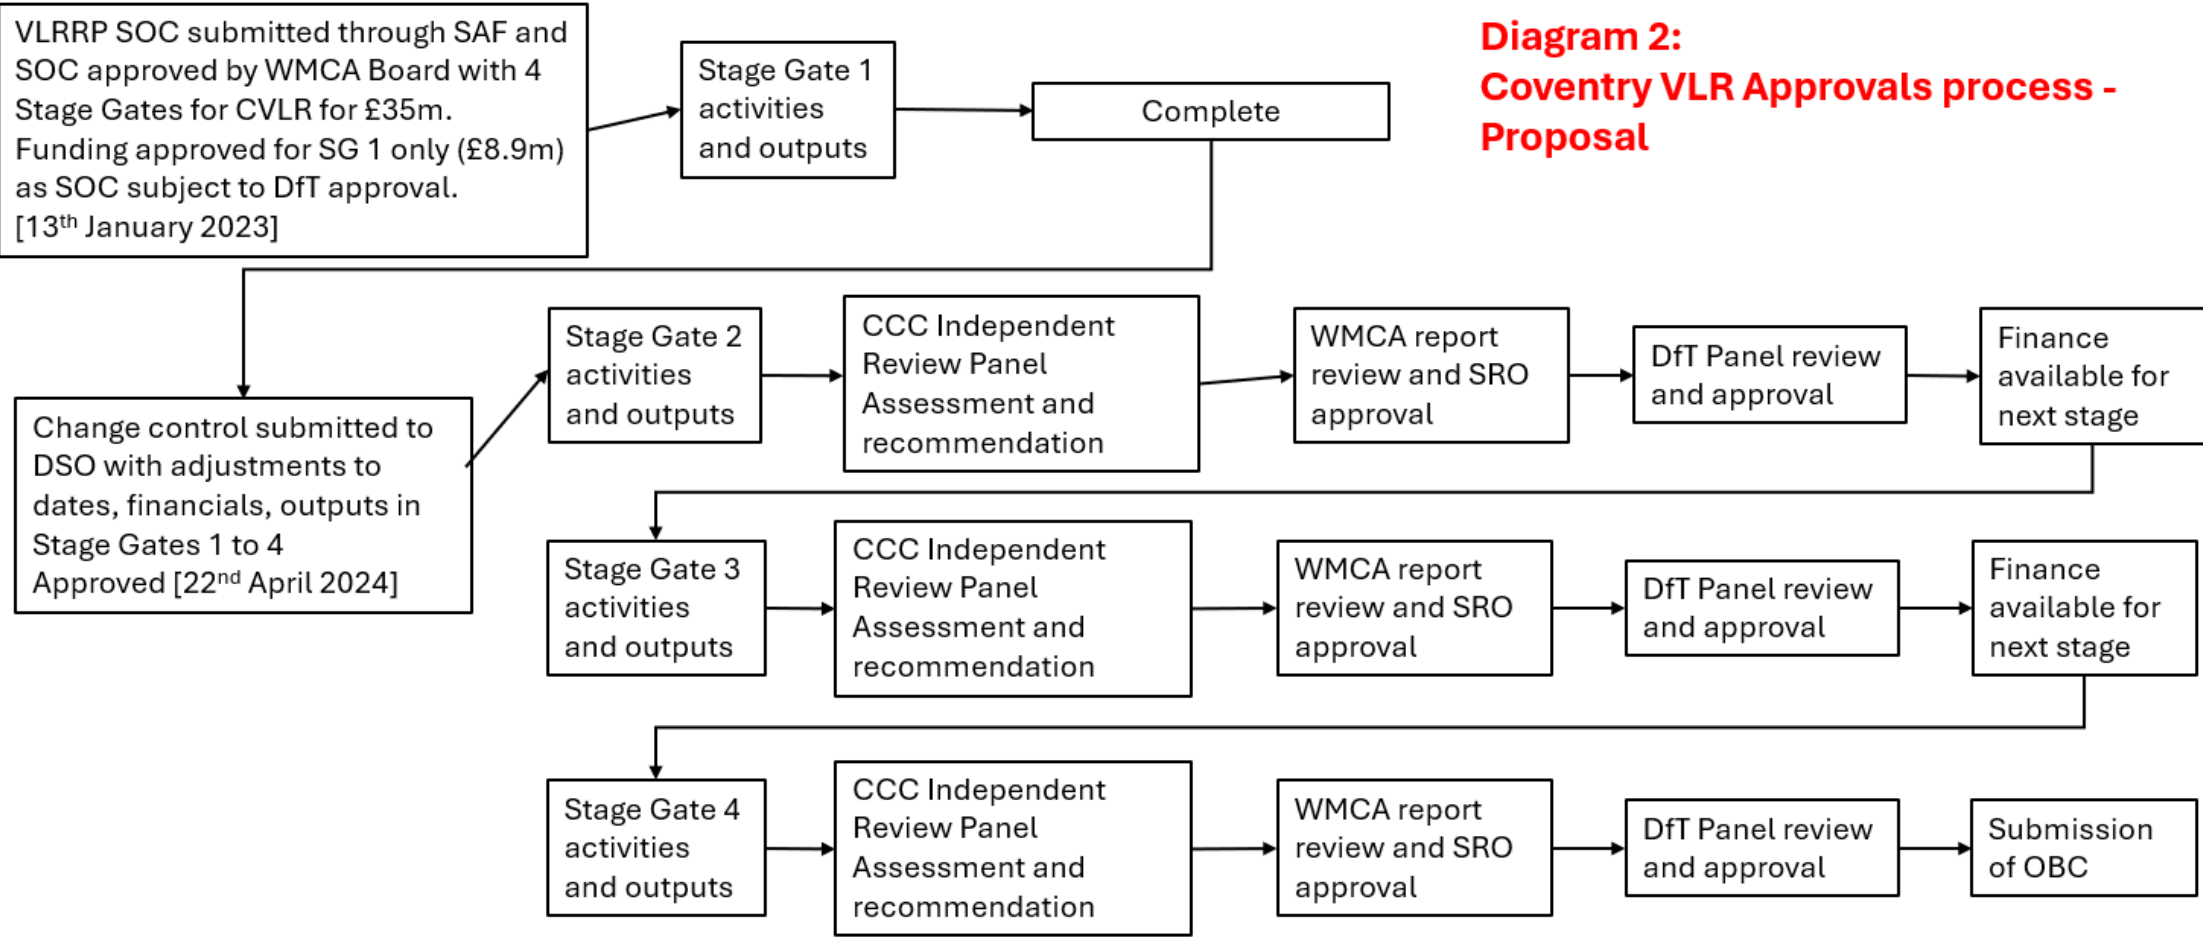 VLRRP SOC submitted through SAF and
SOC approved by WMCA Board with 4
Stage Gates for CVLR for £35m.
Funding approved for SG 1 only (£8.9m)
as SOC subject to DfT approval.
[13th January 2023]
Stage Gate 1
activities
and outputs
Complete
Diagram 2:
Coventry VLR Approvals process -
Proposal
Change control submitted to
DSO with adjustments to
dates, financials, outputs in
Stage Gates 1 to 4
Approved [22nd April 2024]
Stage Gate 2
activities
and outputs
CCC Independent
Review Panel
Assessment and
recommendation
WMCA report
review and SRO
approval
DfT Panel review
and approval
Finance
available for
next stage
Stage Gate 3
activities
and outputs
CCC Independent
Review Panel
Assessment and
recommendation
WMCA report
review and SRO
approval
DfT Panel review
and approval
Finance
available for
next stage
Stage Gate 4
activities
and outputs
CCC Independent
Review Panel
Assessment and
recommendation
WMCA report
review and SRO
approval
DfT Panel review
and approval
Submission
of OBC